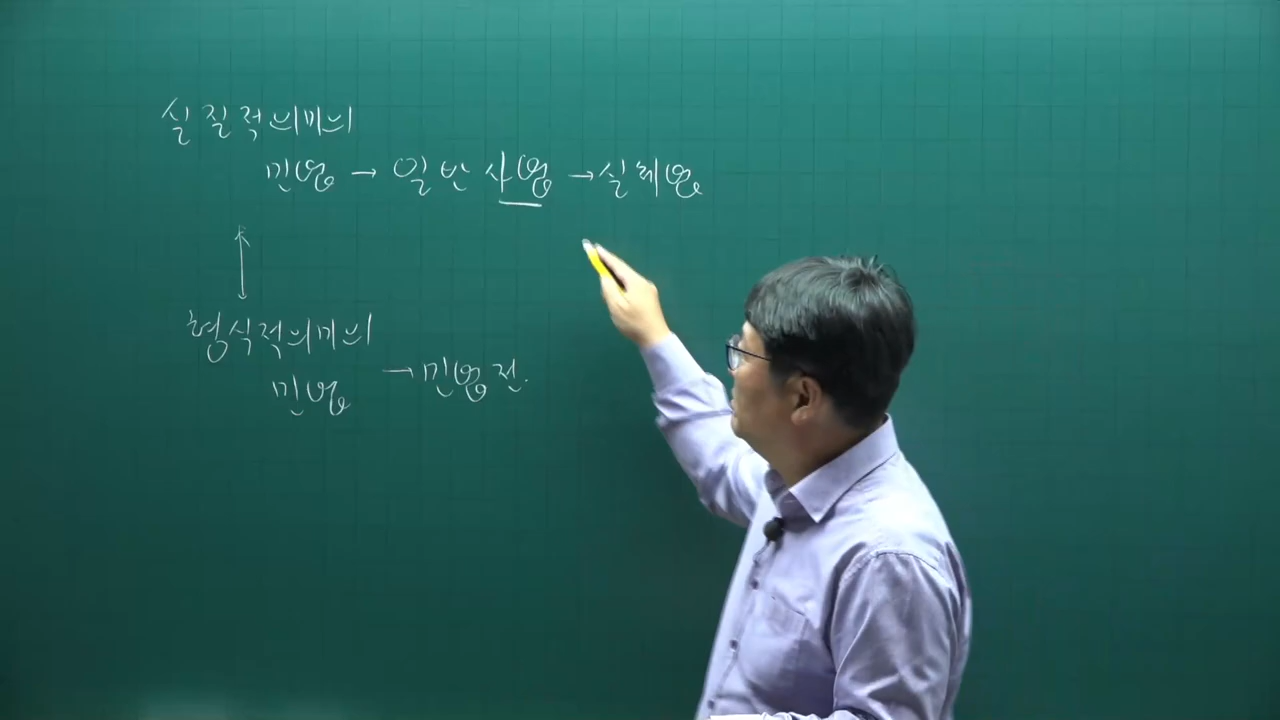 실질적의미의
민법 → 일반 사법 → 실체법
형식적의미의
민법 → 민법전.